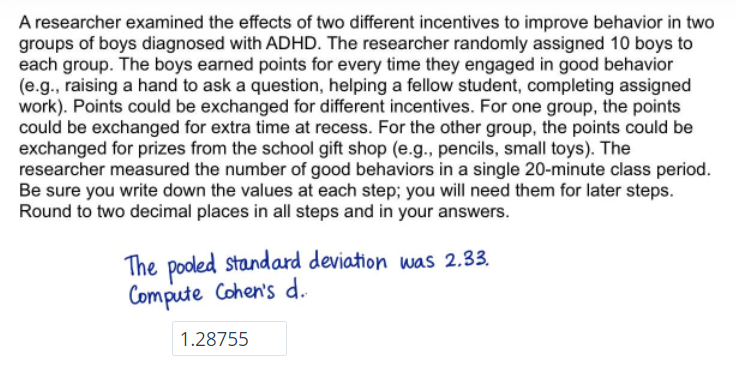 A researcher examined the effects of two different incentives to improve behavior in two
groups of boys diagnosed with ADHD. The researcher randomly assigned 10 boys to
each group. The boys earned points for every time they engaged in good behavior
(e.g., raising a hand to ask a question, helping a fellow student, completing assigned
work). Points could be exchanged for different incentives. For one group, the points
could be exchanged for extra time at recess. For the other group, the points could be
exchanged for prizes from the school gift shop (e.g., pencils, small toys). The
researcher measured the number of good behaviors in a single 20-minute class period.
Be sure you write down the values at each step; you will need them for later steps.
Round to two decimal places in all steps and in your answers.
The pooled standard deviation was 2.33.
Compute Cohen's d.
1.28755